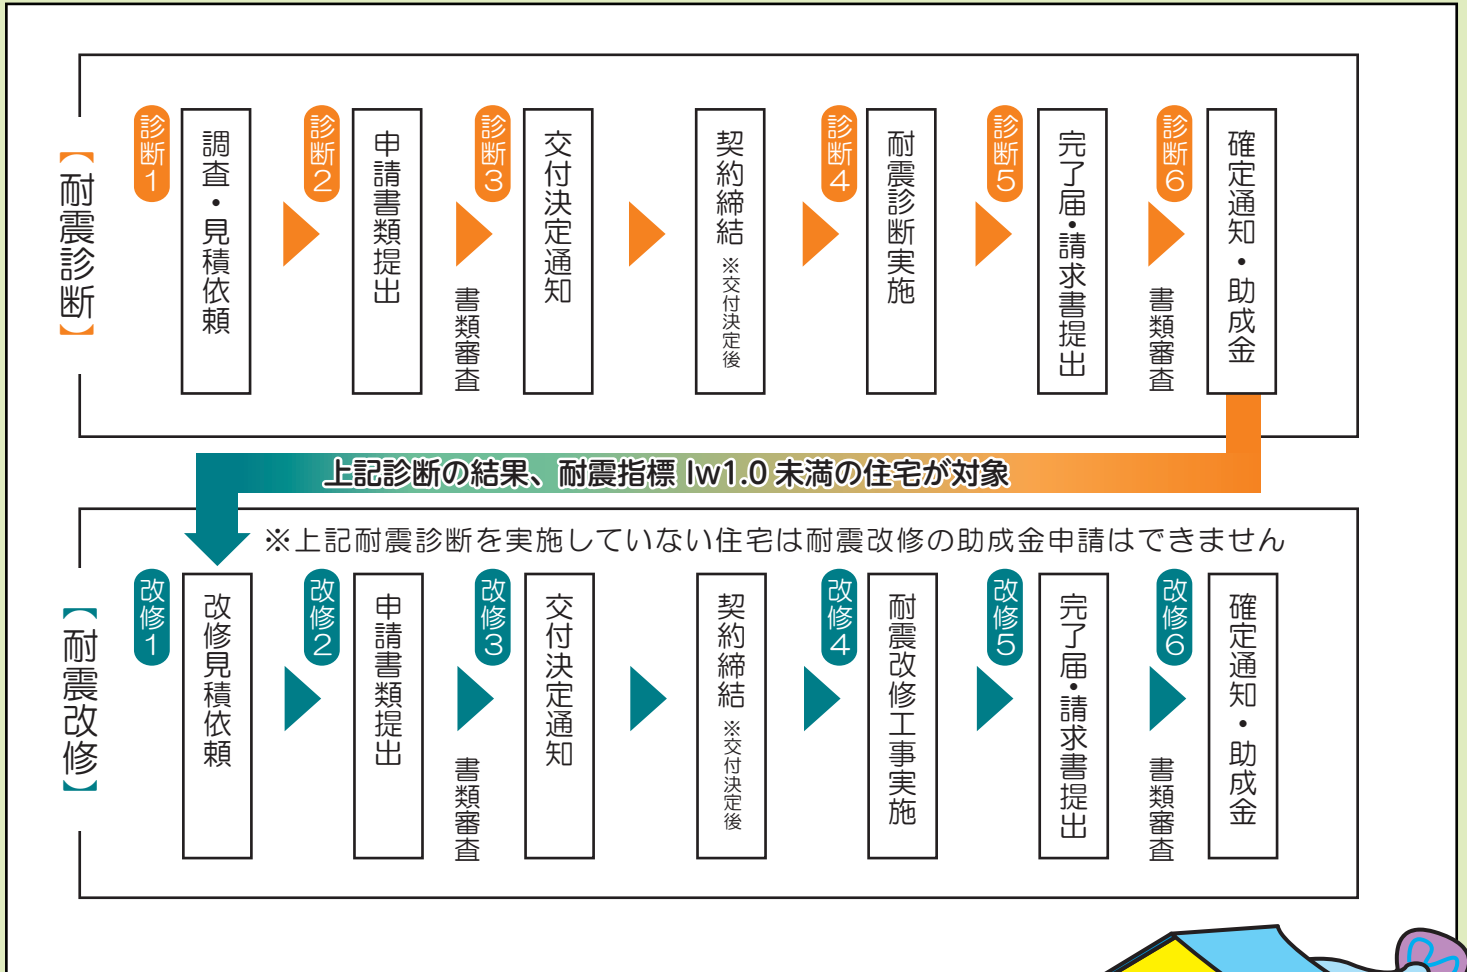 【耐震診断】
診断1
調査・見積依頼
診断2
申請書類提出
書類審査
診断3
交付決定通知
契約締結 ※交付決定後
診断4
耐震診断実施
診断5
完了届・請求書提出
書類審査
診断6
確定通知・助成金
上記診断の結果、耐震指標 Iw1.0 未満の住宅が対象
※上記耐震診断を実施していない住宅は耐震改修の助成金申請はできません
【耐震改修】
改修1
改修見積依頼
改修2
申請書類提出
書類審査
改修3
交付決定通知
契約締結 ※交付決定後
改修4
耐震改修工事実施
改修5
完了届・請求書提出
書類審査
改修6
確定通知・助成金